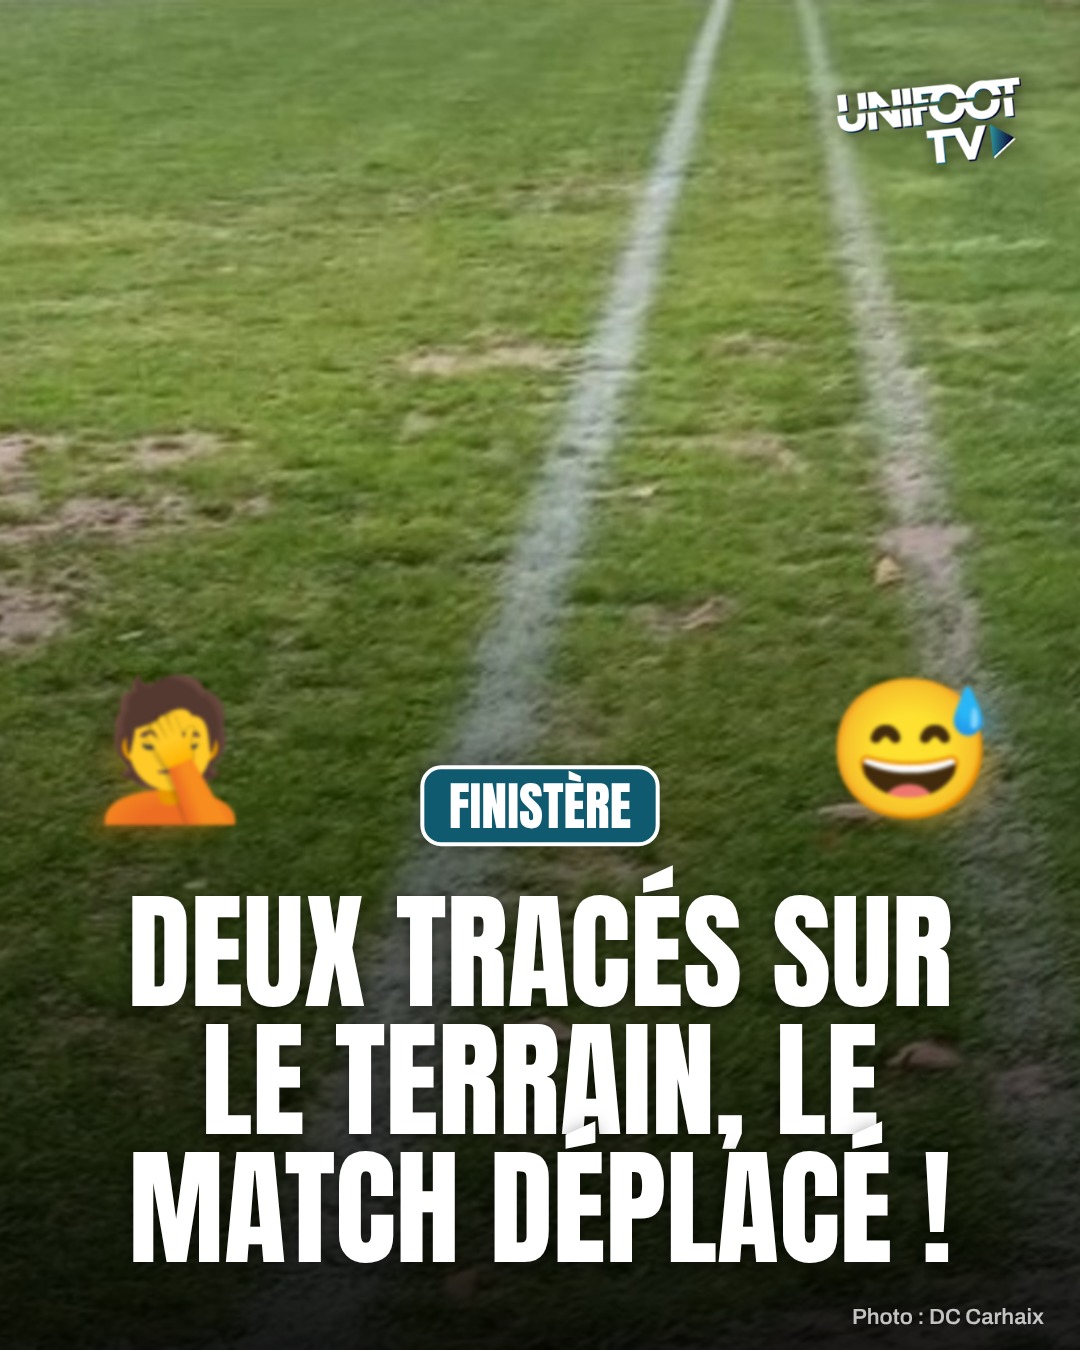 UNIFOOT
TV
FINISTÈRE
DEUX TRACÉS SUR
LE TERRAIN, LE
MATCH DÉPLACÉ !
Photo : DC Carhaix